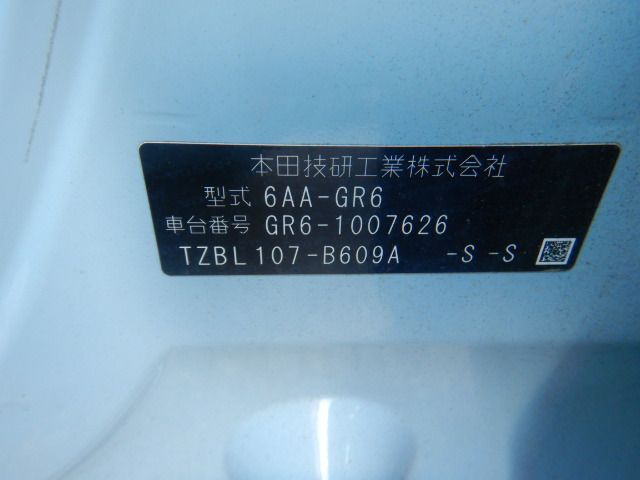 本田技研工業株式会社
型式 6AA-GR6
車台番号 GR6-1007626
TZBL107-B609A -S -S